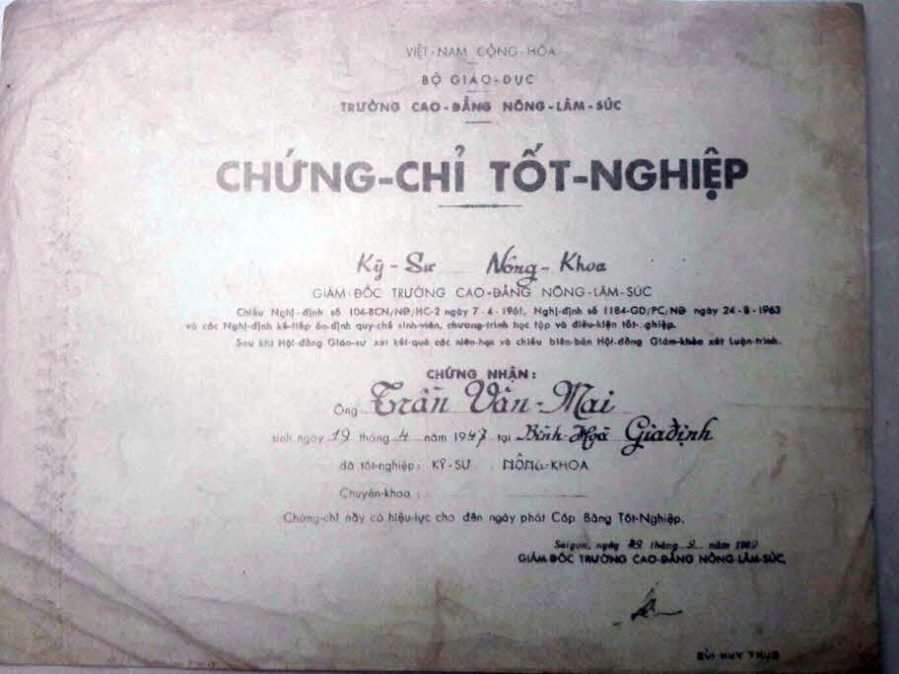 VIỆT-NAM CỘNG-HÒA
BỘ GIÁO-DỤC
TRƯỜNG CAO-ĐẲNG NÔNG-LÂM-SÚC
CHỨNG-CHỈ TỐT-NGHIỆP
Kỹ-Sư Nông-Khoa
GIÁM-ĐỐC TRƯỜNG CAO-ĐẲNG NÔNG-LÂM-SÚC
Chiếu Nghị-định số 104-BCN/NĐ/HC-2 ngày 7-4-1961, Nghị-định số 1184-GD/PC/NĐ ngày 24-8-1963
và các Nghị-định kế-tiếp ấn-định quy-chế sinh-viên, chương-trình học tập và điều-kiện tốt-nghiệp.
Sau khi Hội-đồng Giáo-sư xét kết-quả các niên-học và chiếu biên-bản Hội-đồng Giám-khảo xét Luận-trình.
CHỨNG NHẬN:
Ông Trần Văn-Mai
sinh ngày 19 tháng 4 năm 1947 tại Bình-Hoà Giađịnh
đã tốt-nghiệp: KỸ-SƯ NÔNG-KHOA
Chuyên-khoa:
Chứng-chỉ nầy có hiệu-lực cho đến ngày phát Cấp Bằng Tốt-Nghiệp.
Saigon, ngày tháng năm
GIÁM-ĐỐC TRƯỜNG CAO-ĐẲNG NÔNG-LÂM-SÚC,
BÙI HUY THỤC